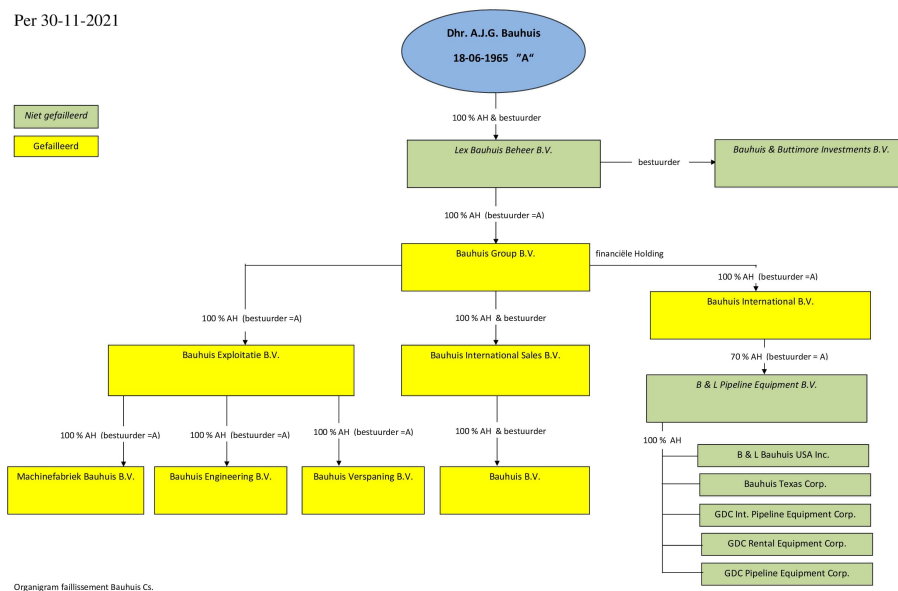 Per 30-11-2021
Dhr. A.J.G. Bauhuis
18-06-1965 "A"
Niet gefailleerd
Gefailleerd
100 % AH & bestuurder
Lex Bauhuis Beheer B.V.
bestuurder
Bauhuis & Buttimore Investments B.V.
100 % AH (bestuurder =A)
Bauhuis Group B.V.
financiële Holding
100 % AH (bestuurder =A)
Bauhuis International B.V.
100 % AH (bestuurder =A)
100 % AH & bestuurder
Bauhuis Exploitatie B.V.
Bauhuis International Sales B.V.
70 % AH (bestuurder = A)
B & L Pipeline Equipment B.V.
100 % AH (bestuurder =A)
100 % AH (bestuurder =A)
100 % AH (bestuurder =A)
100 % AH & bestuurder
100 % AH
Machinefabriek Bauhuis B.V.
Bauhuis Engineering B.V.
Bauhuis Verspaning B.V.
Bauhuis B.V.
B & L Bauhuis USA Inc.
Bauhuis Texas Corp.
GDC Int. Pipeline Equipment Corp.
GDC Rental Equipment Corp.
GDC Pipeline Equipment Corp.
Organigram faillissement Bauhuis Cs.